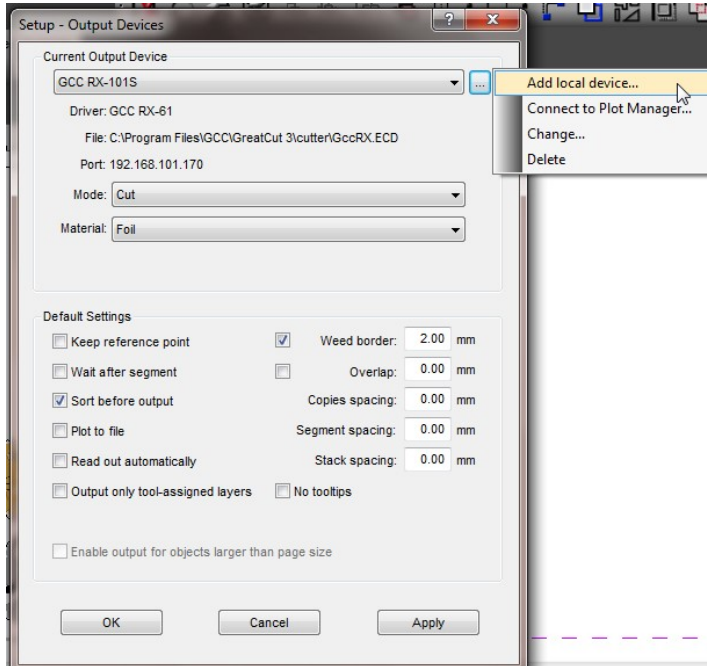 Setup - Output Devices
Current Output Device
GCC RX-101S
...
Add local device...
Connect to Plot Manager...
Change...
Delete
Driver: GCC RX-61
File: C:\Program Files\GCC\GreatCut 3\cutter\GccRX.ECD
Port: 192.168.101.170
Mode: Cut
Material: Foil
Default Settings
Keep reference point Weed border: 2.00 mm
Wait after segment Overlap: 0.00 mm
Sort before output Copies spacing: 0.00 mm
Plot to file Segment spacing: 0.00 mm
Read out automatically Stack spacing: 0.00 mm
Output only tool-assigned layers No tooltips
Enable output for objects larger than page size
OK Cancel Apply